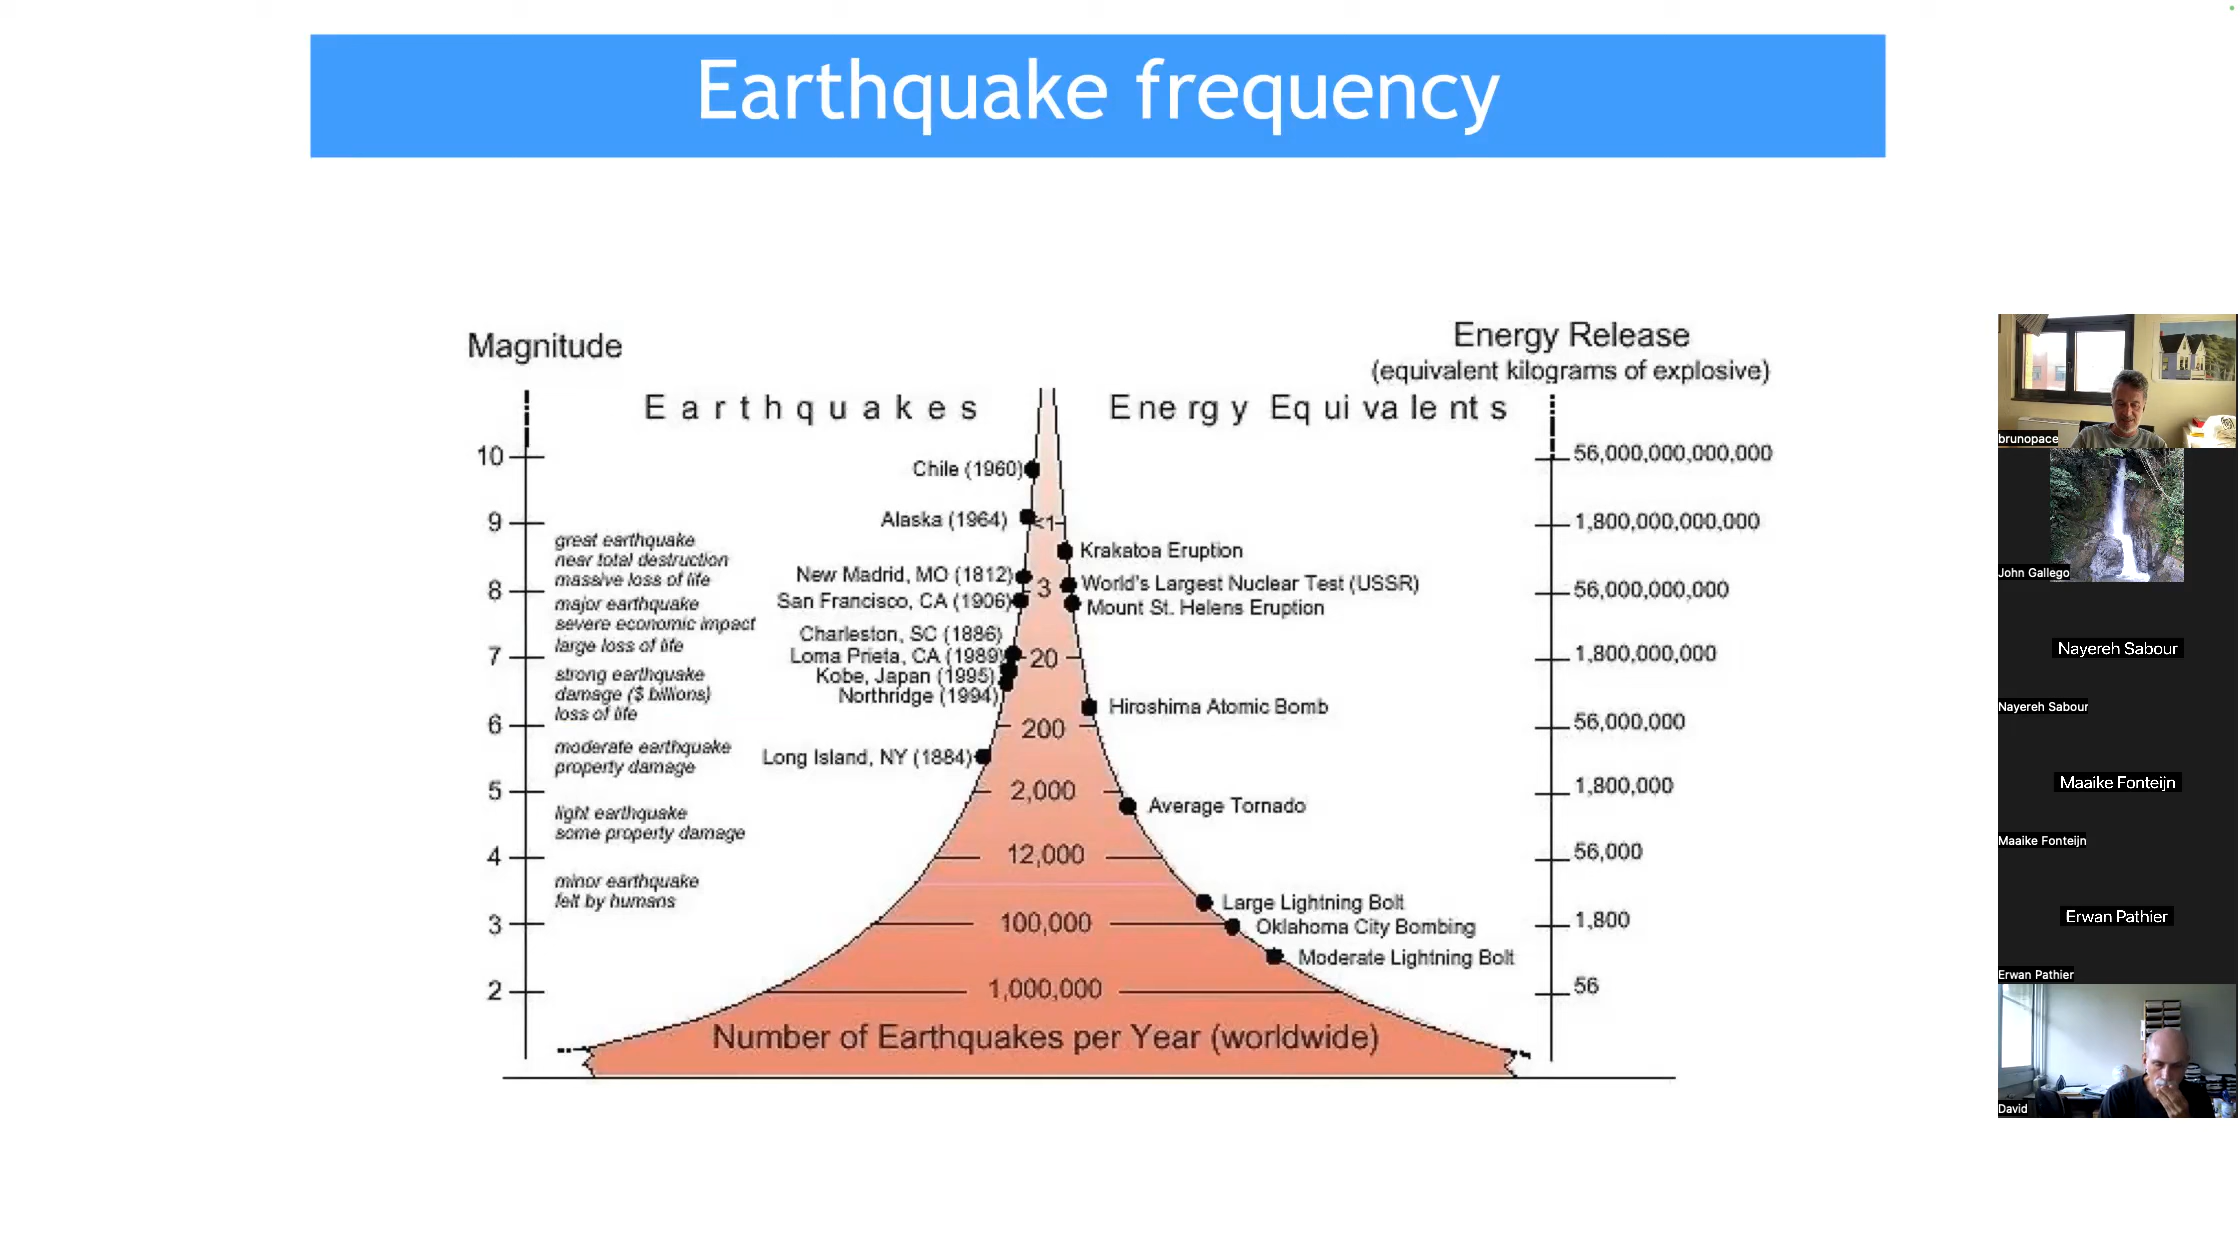 Earthquake frequency
Magnitude
Energy Release
(equivalent kilograms of explosive)
Earthquakes
Energy Equivalents
10
9
8
7
6
5
4
3
2
great earthquake
near total destruction
massive loss of life
major earthquake
severe economic impact
large loss of life
strong earthquake
damage ($ billions)
loss of life
moderate earthquake
property damage
light earthquake
some property damage
minor earthquake
felt by humans
Chile (1960)
Alaska (1964)
New Madrid, MO (1812)
San Francisco, CA (1906)
Charleston, SC (1886)
Loma Prieta, CA (1989)
Kobe, Japan (1995)
Northridge (1994)
Long Island, NY (1884)
<1
3
20
200
2,000
12,000
100,000
1,000,000
Number of Earthquakes per Year (worldwide)
Krakatoa Eruption
World's Largest Nuclear Test (USSR)
Mount St. Helens Eruption
Hiroshima Atomic Bomb
Average Tornado
Large Lightning Bolt
Oklahoma City Bombing
Moderate Lightning Bolt
56,000,000,000,000
1,800,000,000,000
56,000,000,000
1,800,000,000
56,000,000
1,800,000
56,000
1,800
56
brunopace
John Gallego
Nayereh Sabour
Nayereh Sabour
Maaike Fonteijn
Maaike Fonteijn
Erwan Pathier
Erwan Pathier
David